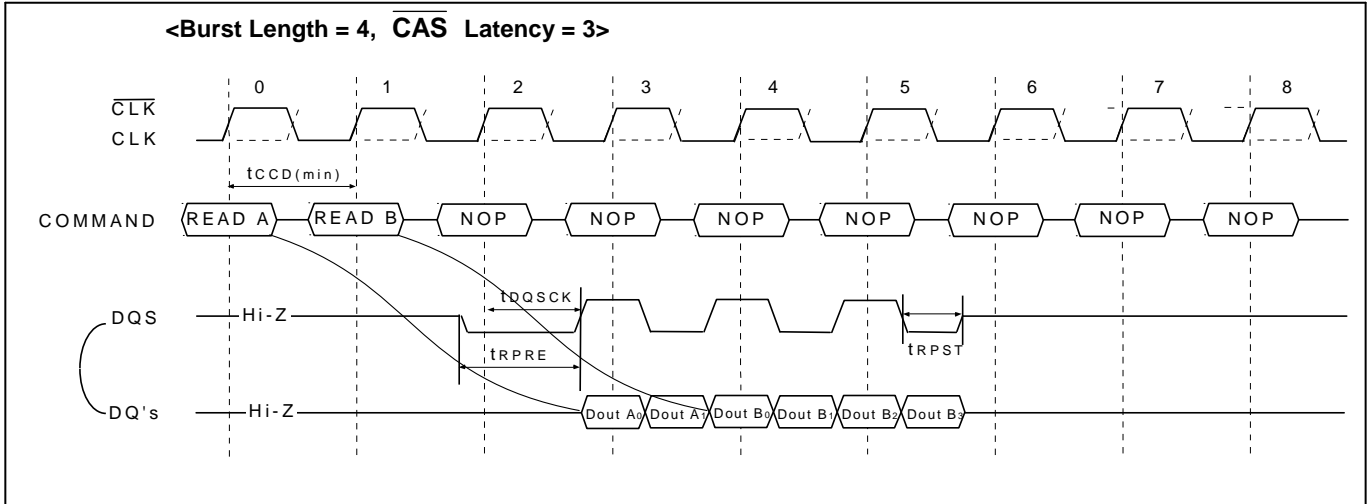 <Burst Length = 4, CAS Latency = 3>
0 1 2 3 4 5 6 7 8
CLK
CLK
tCCD(min)
COMMAND READ A READ B NOP NOP NOP NOP NOP NOP NOP
tDQSCK
DQS Hi-Z
tRPRE
tRPST
DQ's Hi-Z Dout A0 Dout A1 Dout B0 Dout B1 Dout B2 Dout B3